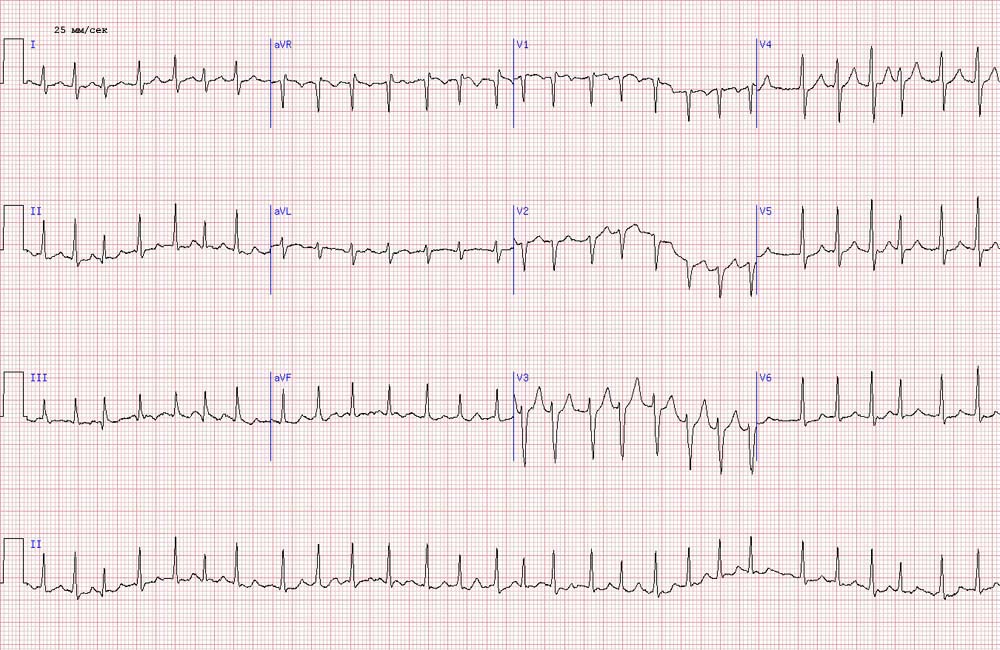 25 мм/сек
I aVR V1 V4
II aVL V2 V5
III aVF V3 V6
II